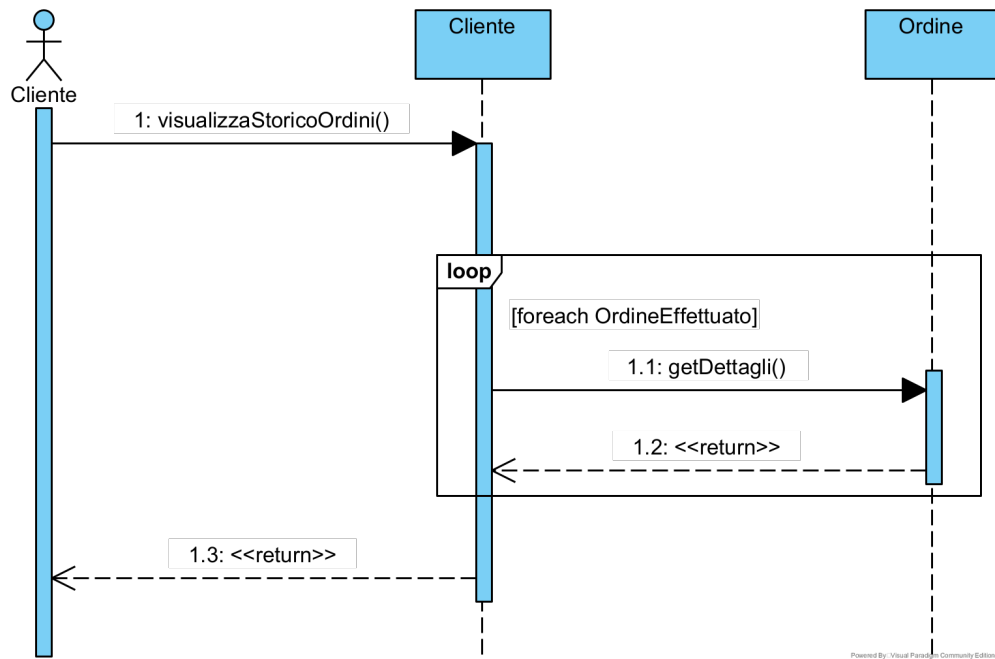 Cliente
Cliente
Ordine
1: visualizzaStoricoOrdini()
loop
[foreach OrdineEffettuato]
1.1: getDettagli()
1.2: <<return>>
1.3: <<return>>
Powered By: Visual Paradigm Community Edition